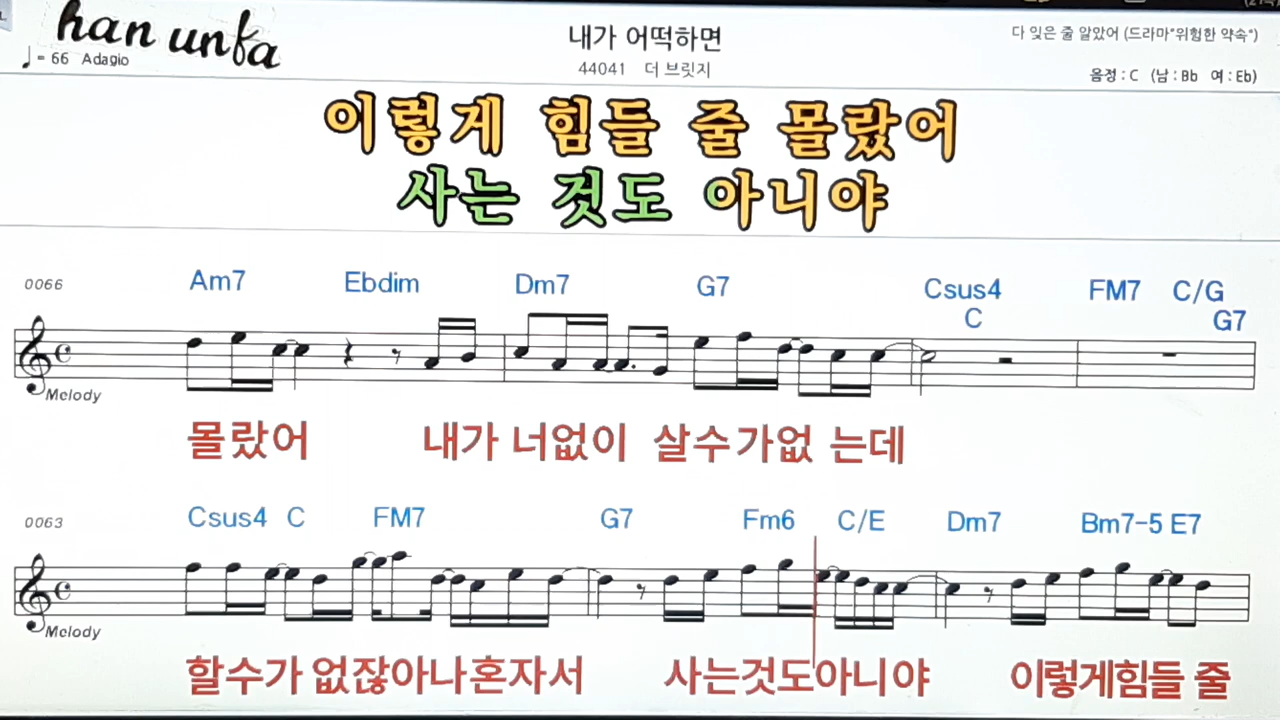 han unfa
내가 어떡하면
다 잊은 줄 알았어 (드라마"위험한 약속")
♩= 66 Adagio
44041 더 브릿지
음정 : C (남 : Bb 여 : Eb)
이렇게 힘들 줄 몰랐어
사는 것도 아니야
0066
Am7 Ebdim Dm7 G7 Csus4 C FM7 C/G G7
Melody
몰랐어 내가 너없이 살수가없 는데
0063
Csus4 C FM7 G7 Fm6 C/E Dm7 Bm7-5 E7
Melody
할수가 없잖아나혼자서 사는것도아니야 이렇게힘들 줄